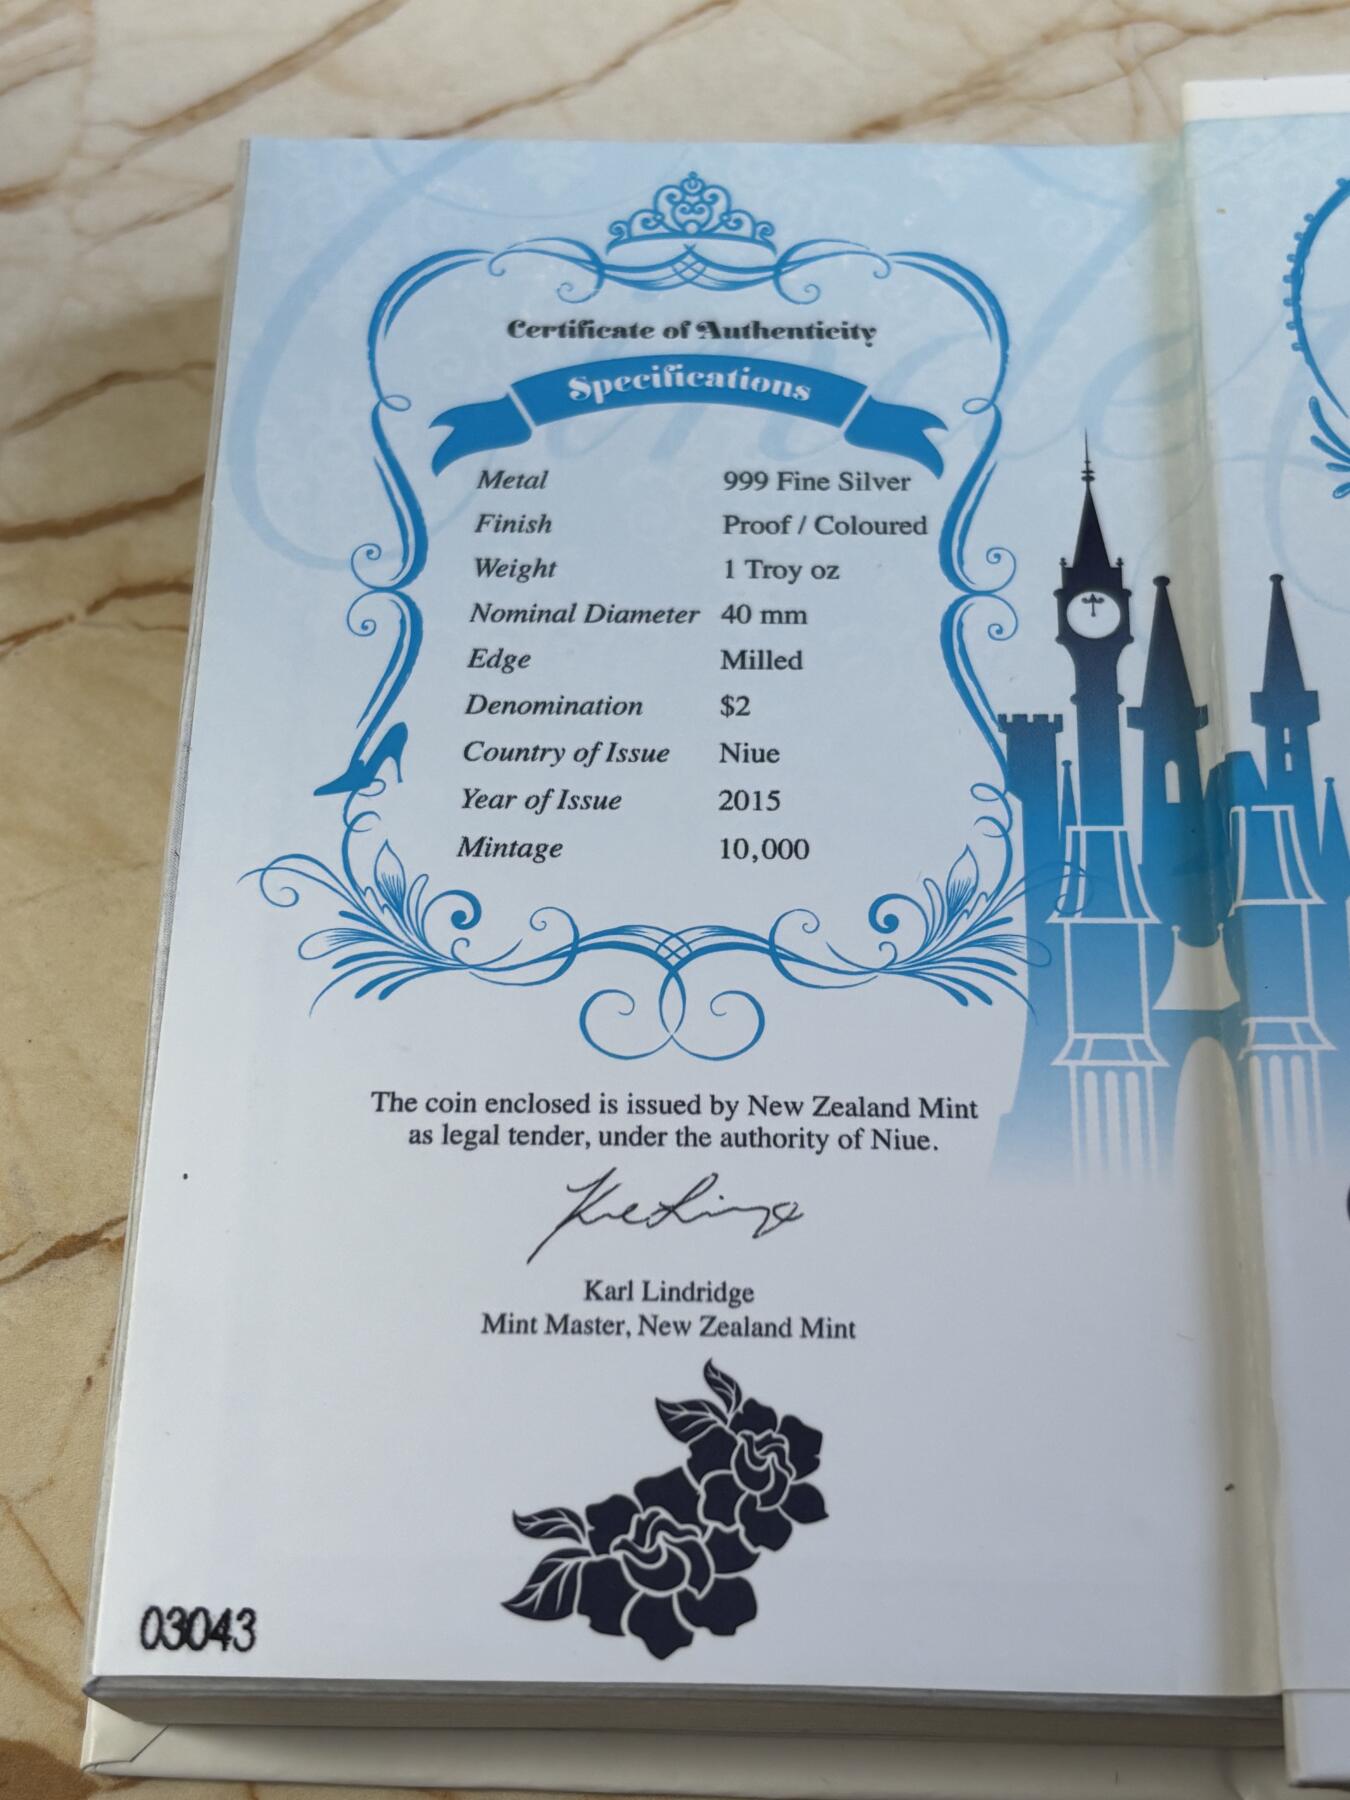 Certificate of Authenticity
Specifications
Metal 999 Fine Silver
Finish Proof / Coloured
Weight 1 Troy oz
Nominal Diameter 40 mm
Edge Milled
Denomination $2
Country of Issue Niue
Year of Issue 2015
Mintage 10,000
The coin enclosed is issued by New Zealand Mint
as legal tender, under the authority of Niue.
Karl Lindridge
Mint Master, New Zealand Mint
03043